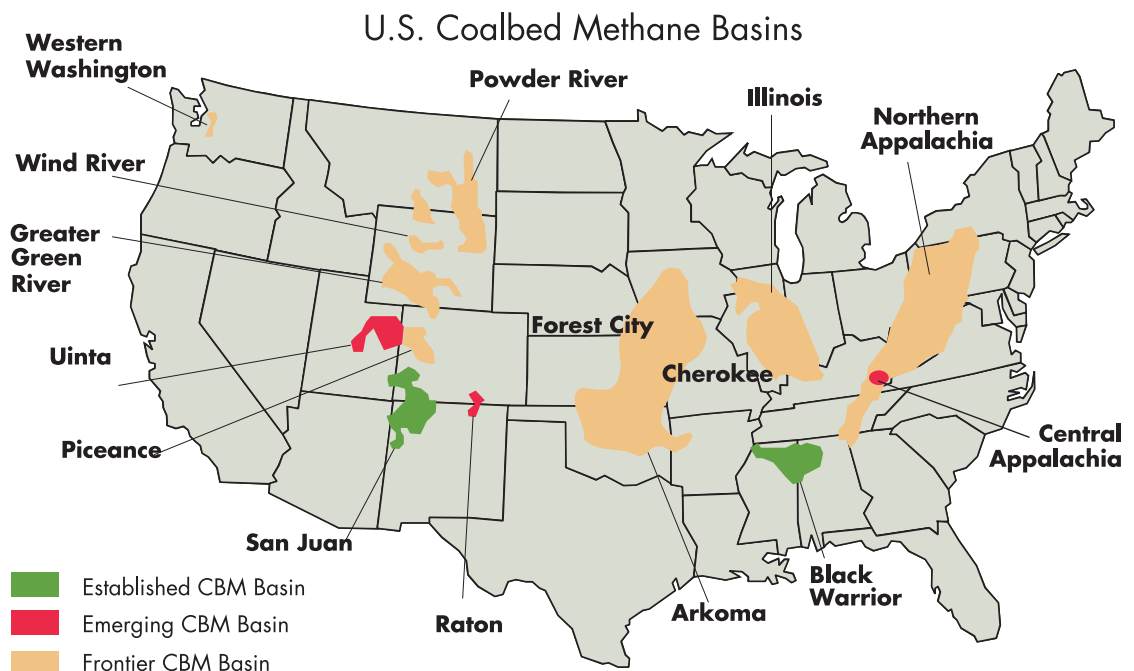 U.S. Coalbed Methane Basins
Western
Washington
Powder River
Illinois
Northern
Appalachia
Wind River
Greater
Green
River
Forest City
Uinta
Cherokee
Piceance
Central
Appalachia
San Juan
Black
Warrior
Arkoma
Raton
Established CBM Basin
Emerging CBM Basin
Frontier CBM Basin